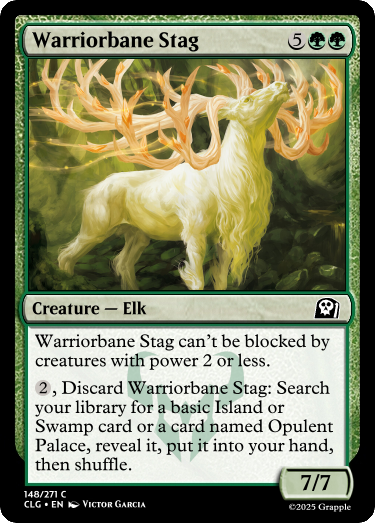 Warriorbane Stag 5
Creature — Elk
Warriorbane Stag can't be blocked by
creatures with power 2 or less.
2, Discard Warriorbane Stag: Search
your library for a basic Island or
Swamp card or a card named Opulent
Palace, reveal it, put it into your hand,
then shuffle.
7/7
148/271 C
CLG • EN Victor Garcia
©2025 Grapple